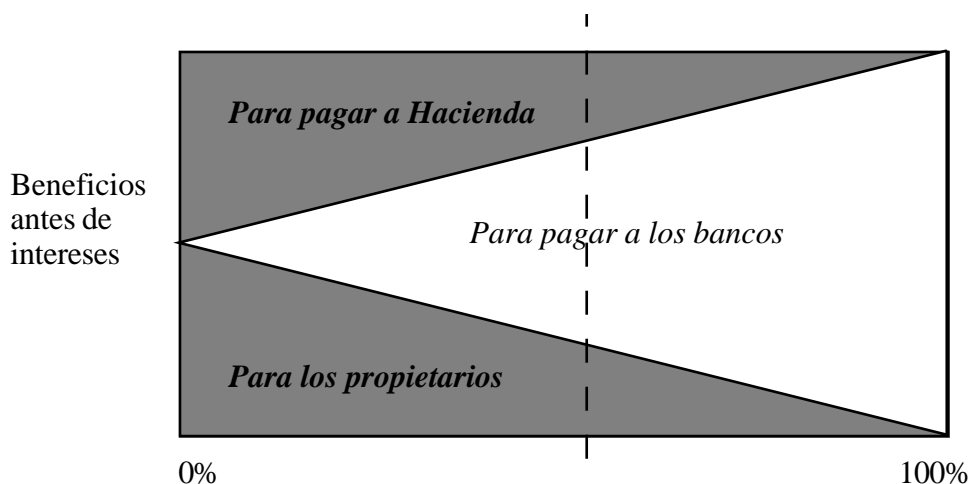 Para pagar a Hacienda
Beneficios
antes de
intereses
Para pagar a los bancos
Para los propietarios
0%
100%